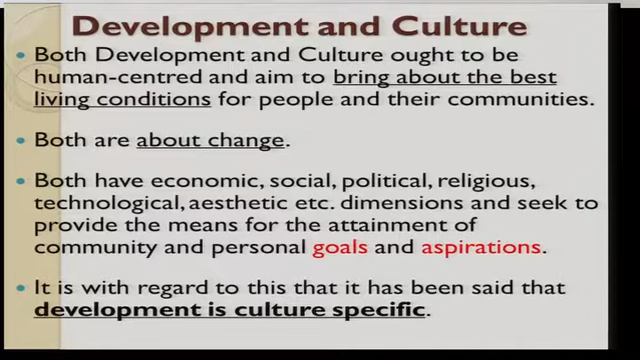 Development and Culture
• Both Development and Culture ought to be
human-centred and aim to bring about the best
living conditions for people and their communities.
• Both are about change.
• Both have economic, social, political, religious,
technological, aesthetic etc. dimensions and seek to
provide the means for the attainment of
community and personal goals and aspirations.
• It is with regard to this that it has been said that
development is culture specific.